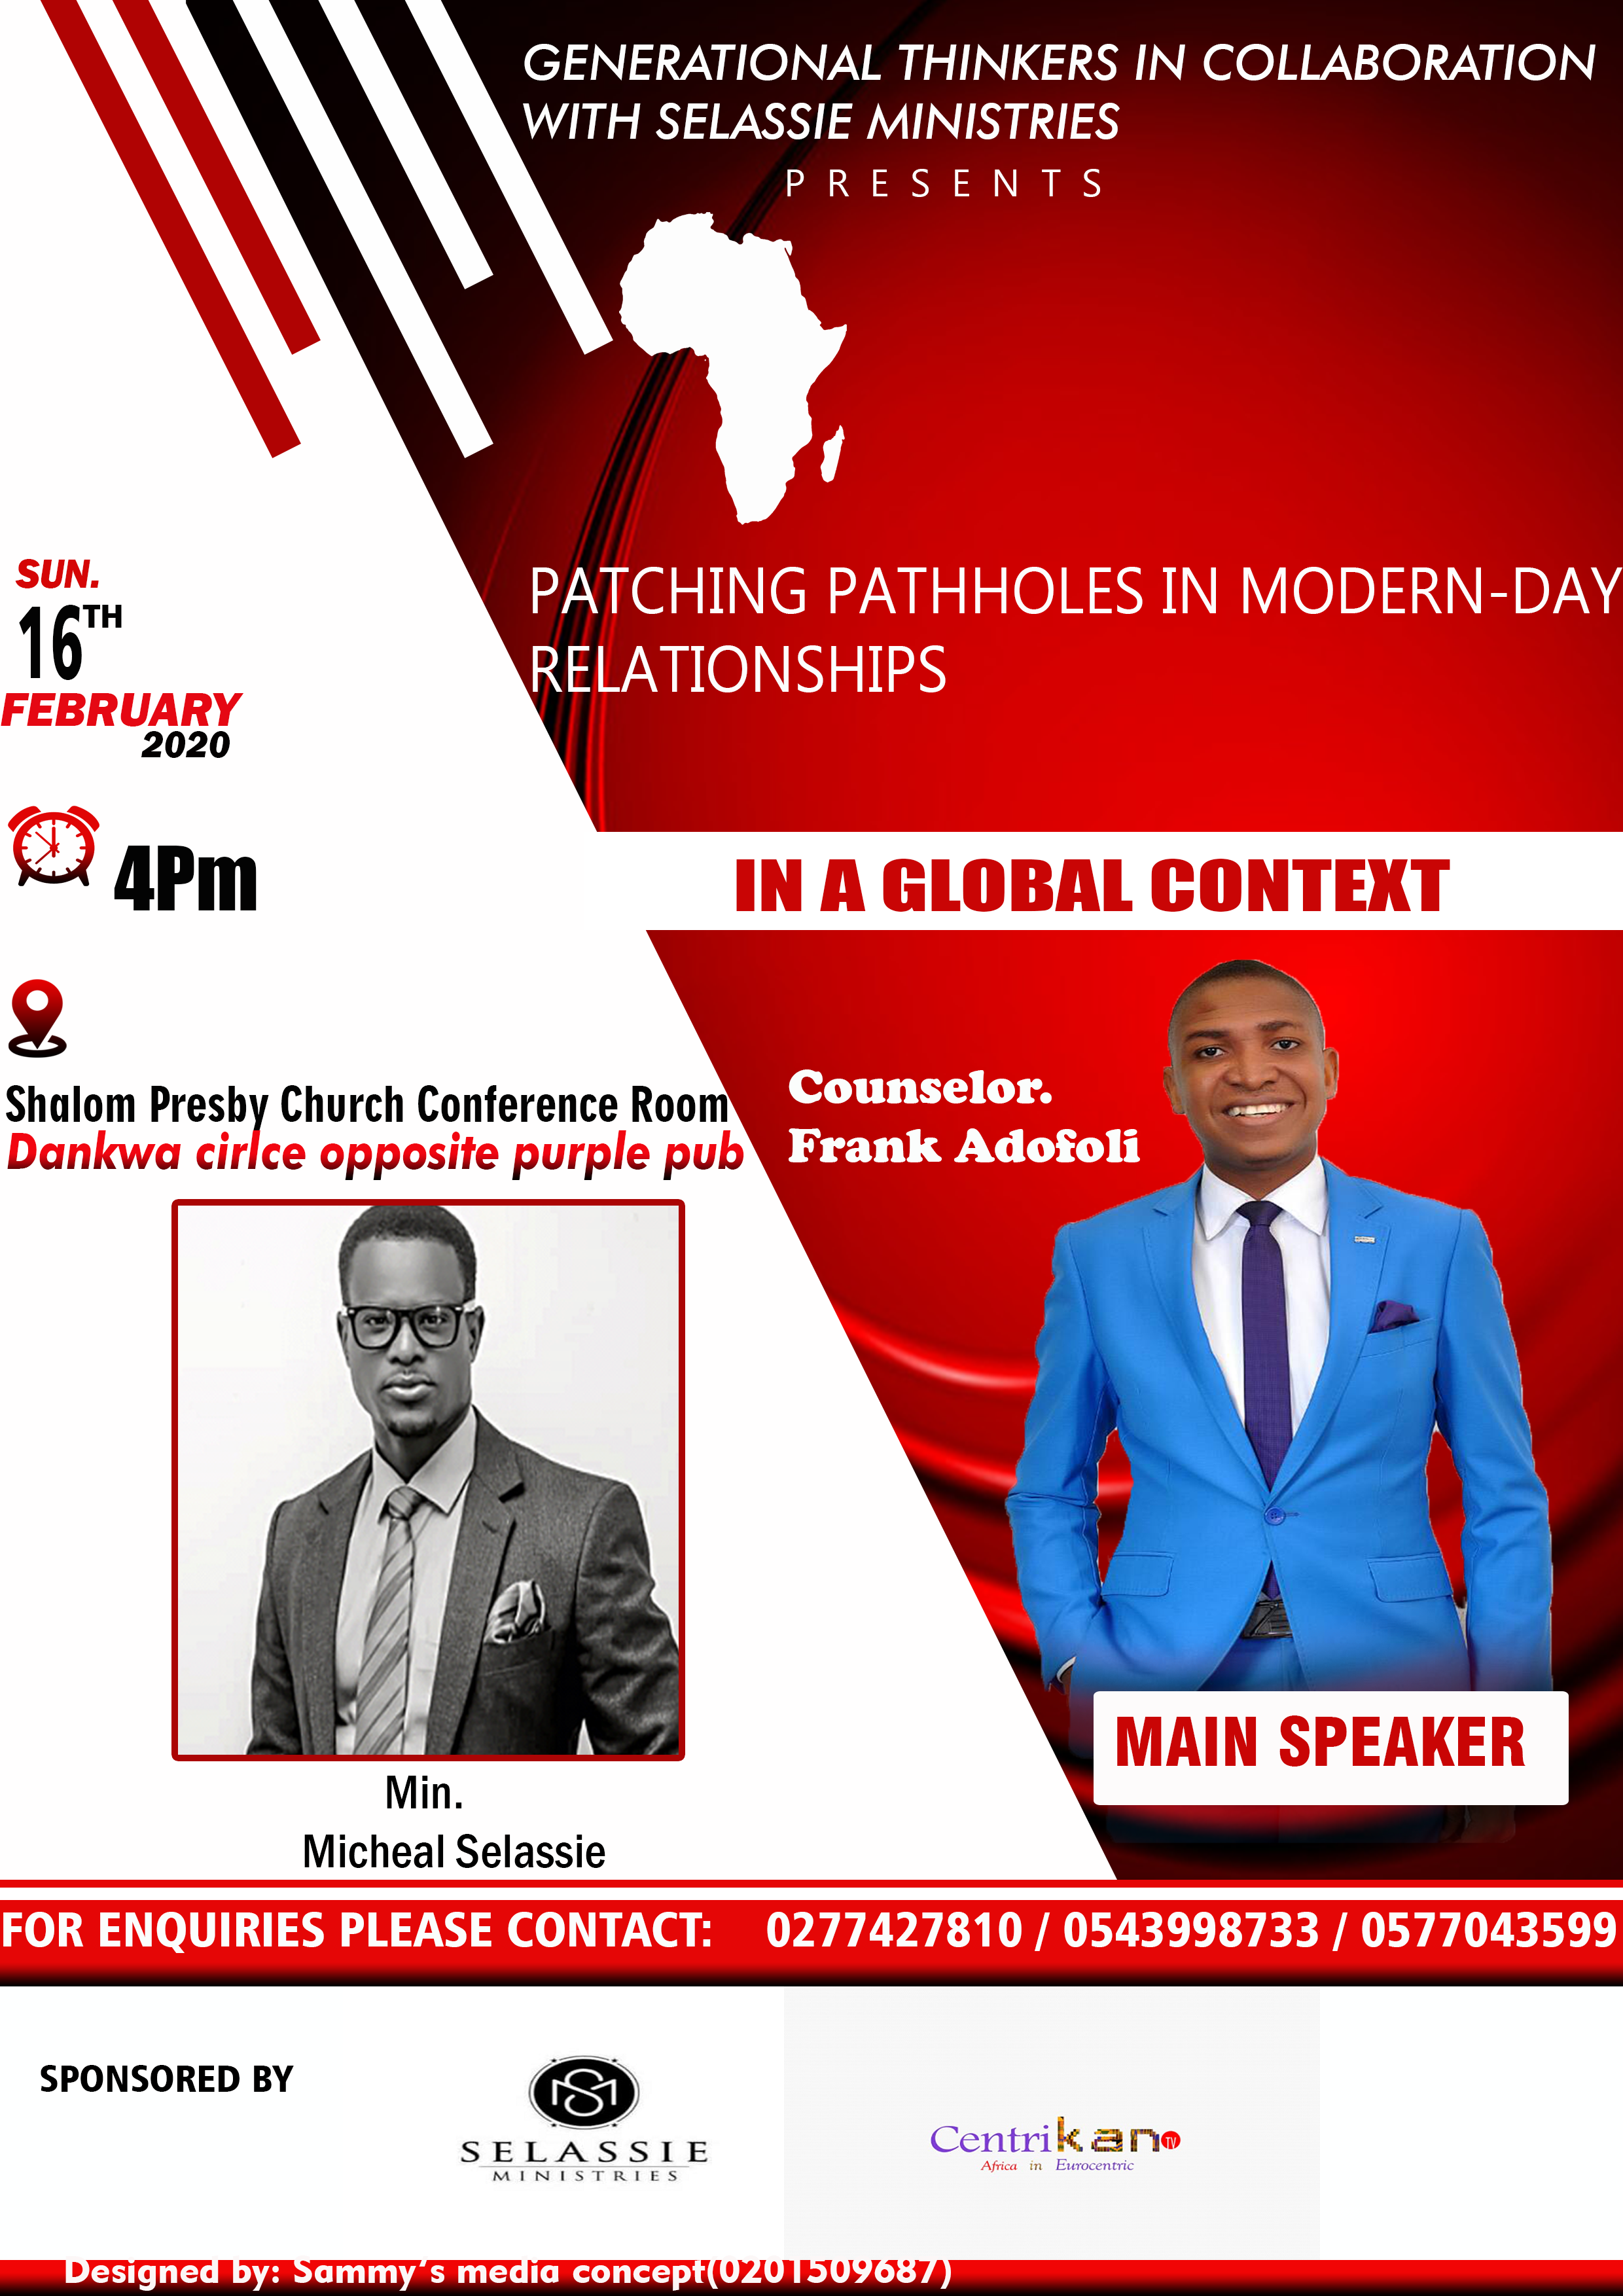 GENERATIONAL THINKERS IN COLLABORATION
WITH SELASSIE MINISTRIES
PRESENTS
PATCHING PATHHOLES IN MODERN-DAY
RELATIONSHIPS
SUN.
16TH
FEBRUARY
2020
4Pm
IN A GLOBAL CONTEXT
Shalom Presby Church Conference Room
Dankwa cirlce opposite purple pub
Counselor.
Frank Adofoli
MAIN SPEAKER
Min.
Micheal Selassie
FOR ENQUIRIES PLEASE CONTACT: 0277427810 / 0543998733 / 0577043599
SPONSORED BY
SM
SELASSIE
MINISTRIES
Centrikan TV
Africa in Eurocentric
Designed by: Sammy's media concept(0201509687)